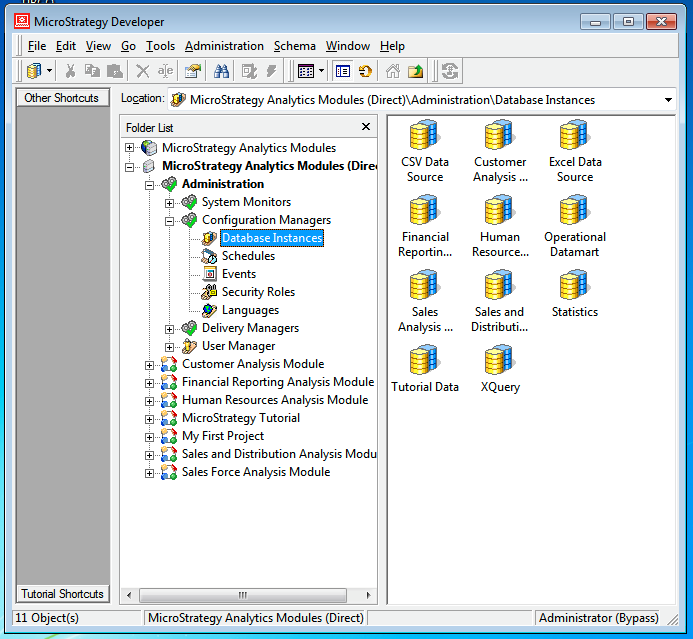 MicroStrategy Developer
File Edit View Go Tools Administration Schema Window Help
Other Shortcuts
Location: MicroStrategy Analytics Modules (Direct)\Administration\Database Instances
Folder List
MicroStrategy Analytics Modules
MicroStrategy Analytics Modules (Direc
Administration
System Monitors
Configuration Managers
Database Instances
Schedules
Events
Security Roles
Languages
Delivery Managers
User Manager
Customer Analysis Module
Financial Reporting Analysis Module
Human Resources Analysis Module
MicroStrategy Tutorial
My First Project
Sales and Distribution Analysis Modu
Sales Force Analysis Module
CSV Data
Source
Customer
Analysis ...
Excel Data
Source
Financial
Reportin...
Human
Resource...
Operational
Datamart
Sales
Analysis ...
Sales and
Distributi...
Statistics
Tutorial Data
XQuery
Tutorial Shortcuts
11 Object(s)
MicroStrategy Analytics Modules (Direct)
Administrator (Bypass)